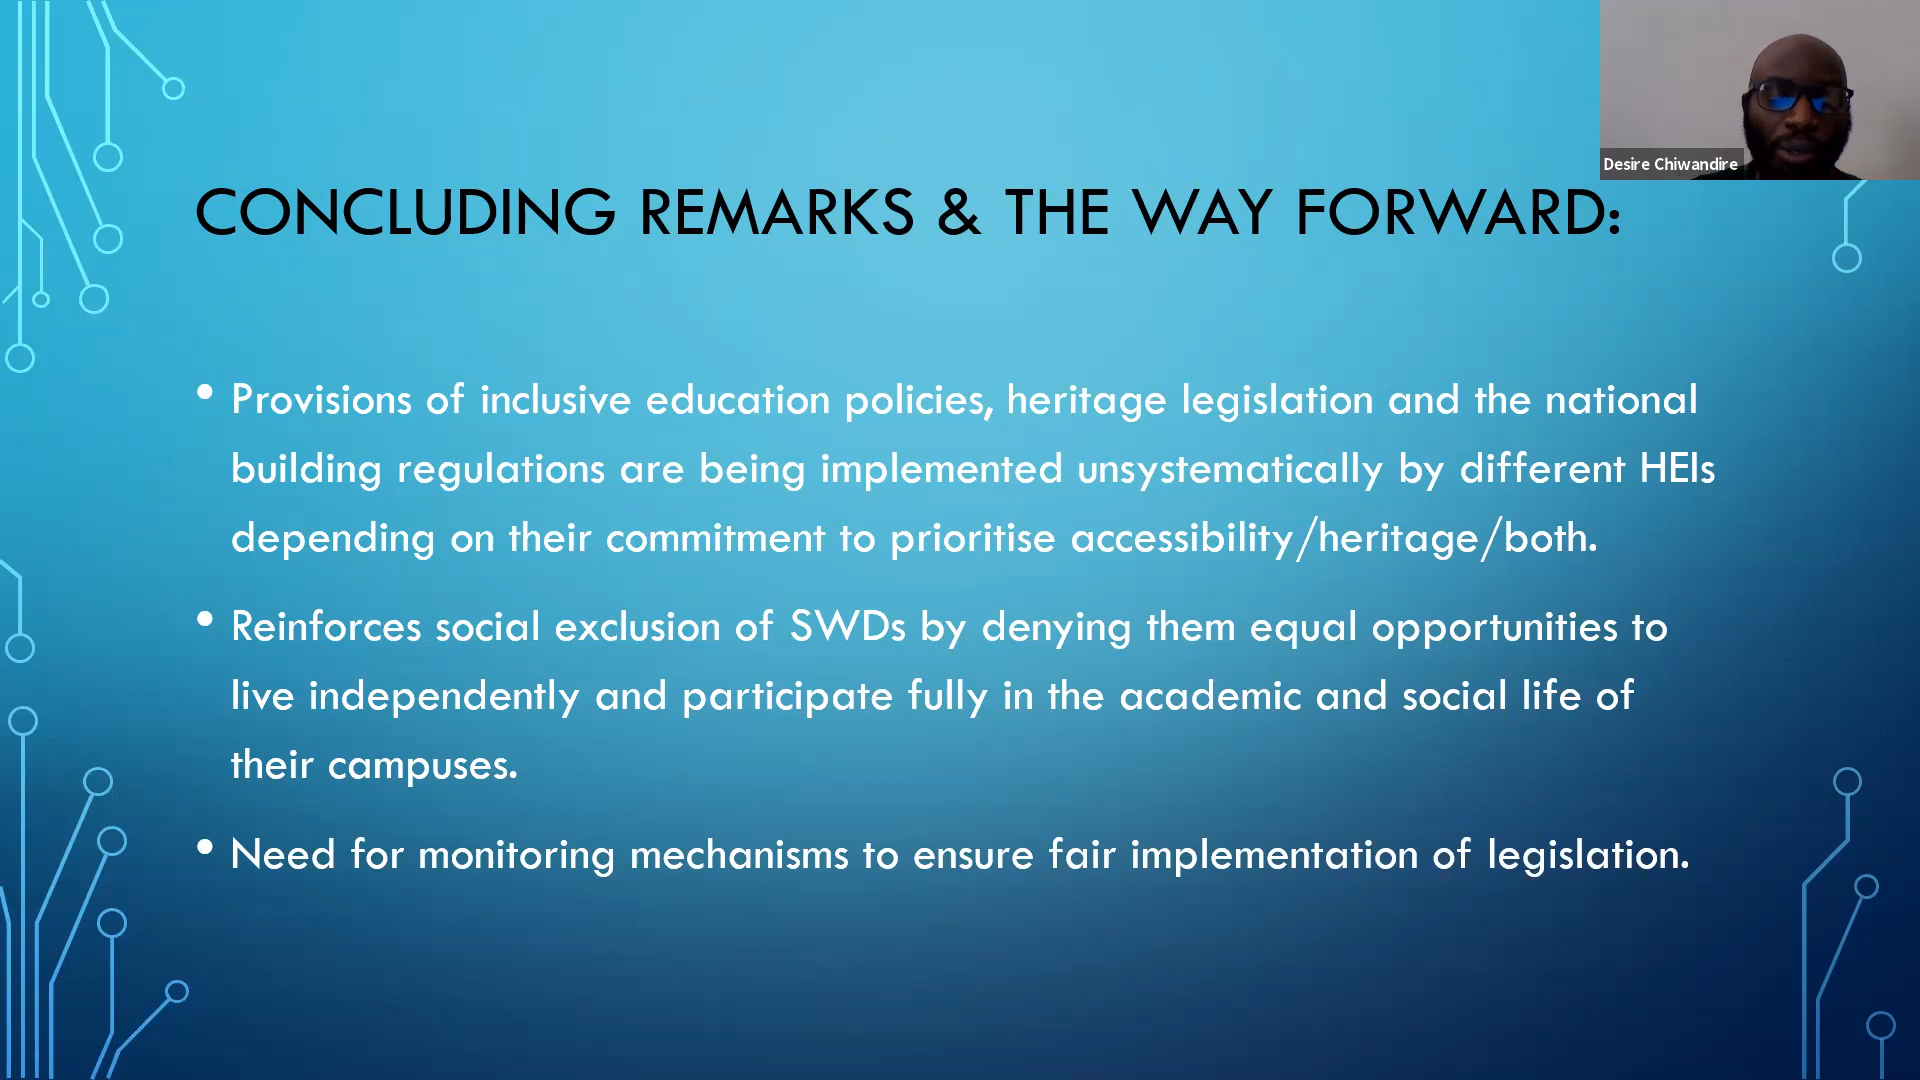 Desire Chiwandire
CONCLUDING REMARKS & THE WAY FORWARD:
• Provisions of inclusive education policies, heritage legislation and the national
building regulations are being implemented unsystematically by different HEIs
depending on their commitment to prioritise accessibility/heritage/both.
• Reinforces social exclusion of SWDs by denying them equal opportunities to
live independently and participate fully in the academic and social life of
their campuses.
• Need for monitoring mechanisms to ensure fair implementation of legislation.